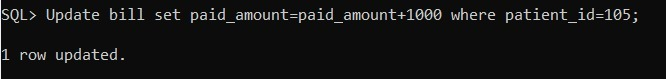 SQL> Update bill set paid_amount=paid_amount+1000 where patient_id=105;
1 row updated.